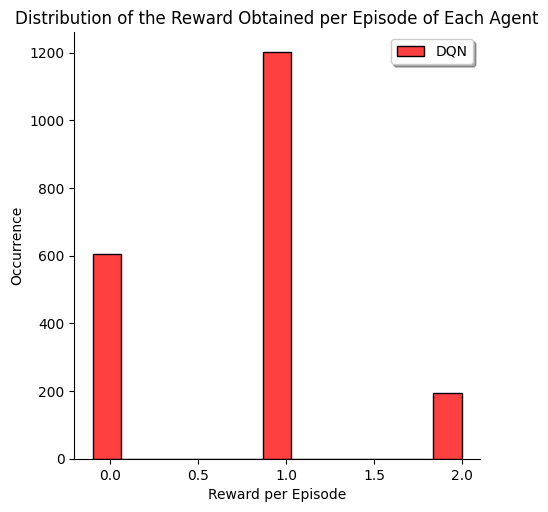 Distribution of the Reward Obtained per Episode of Each Agent
DQN
1200
1000
800
600
400
200
0
Occurrence
0.0 0.5 1.0 1.5 2.0
Reward per Episode